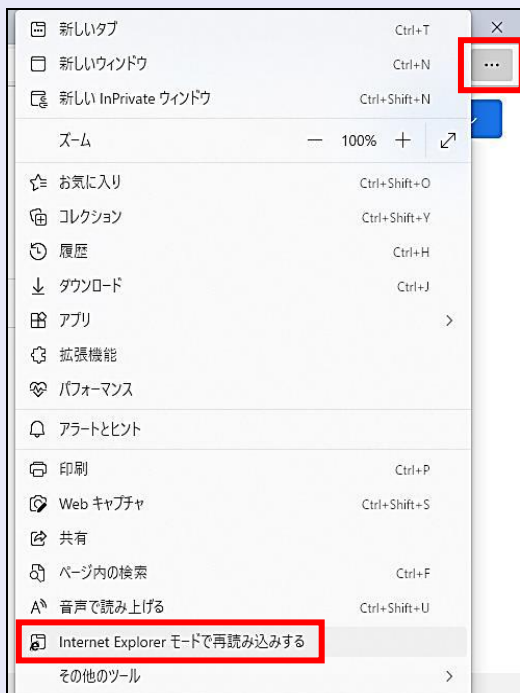 新しいタブ Ctrl+T
新しいウィンドウ Ctrl+N
新しい InPrivate ウィンドウ Ctrl+Shift+N
ズーム — 100% +
お気に入り Ctrl+Shift+O
コレクション Ctrl+Shift+Y
履歴 Ctrl+H
ダウンロード Ctrl+J
アプリ
拡張機能
パフォーマンス
アラートとヒント
印刷 Ctrl+P
Web キャプチャ Ctrl+Shift+S
共有
ページ内の検索 Ctrl+F
音声で読み上げる Ctrl+Shift+U
Internet Explorer モードで再読み込みする
その他のツール